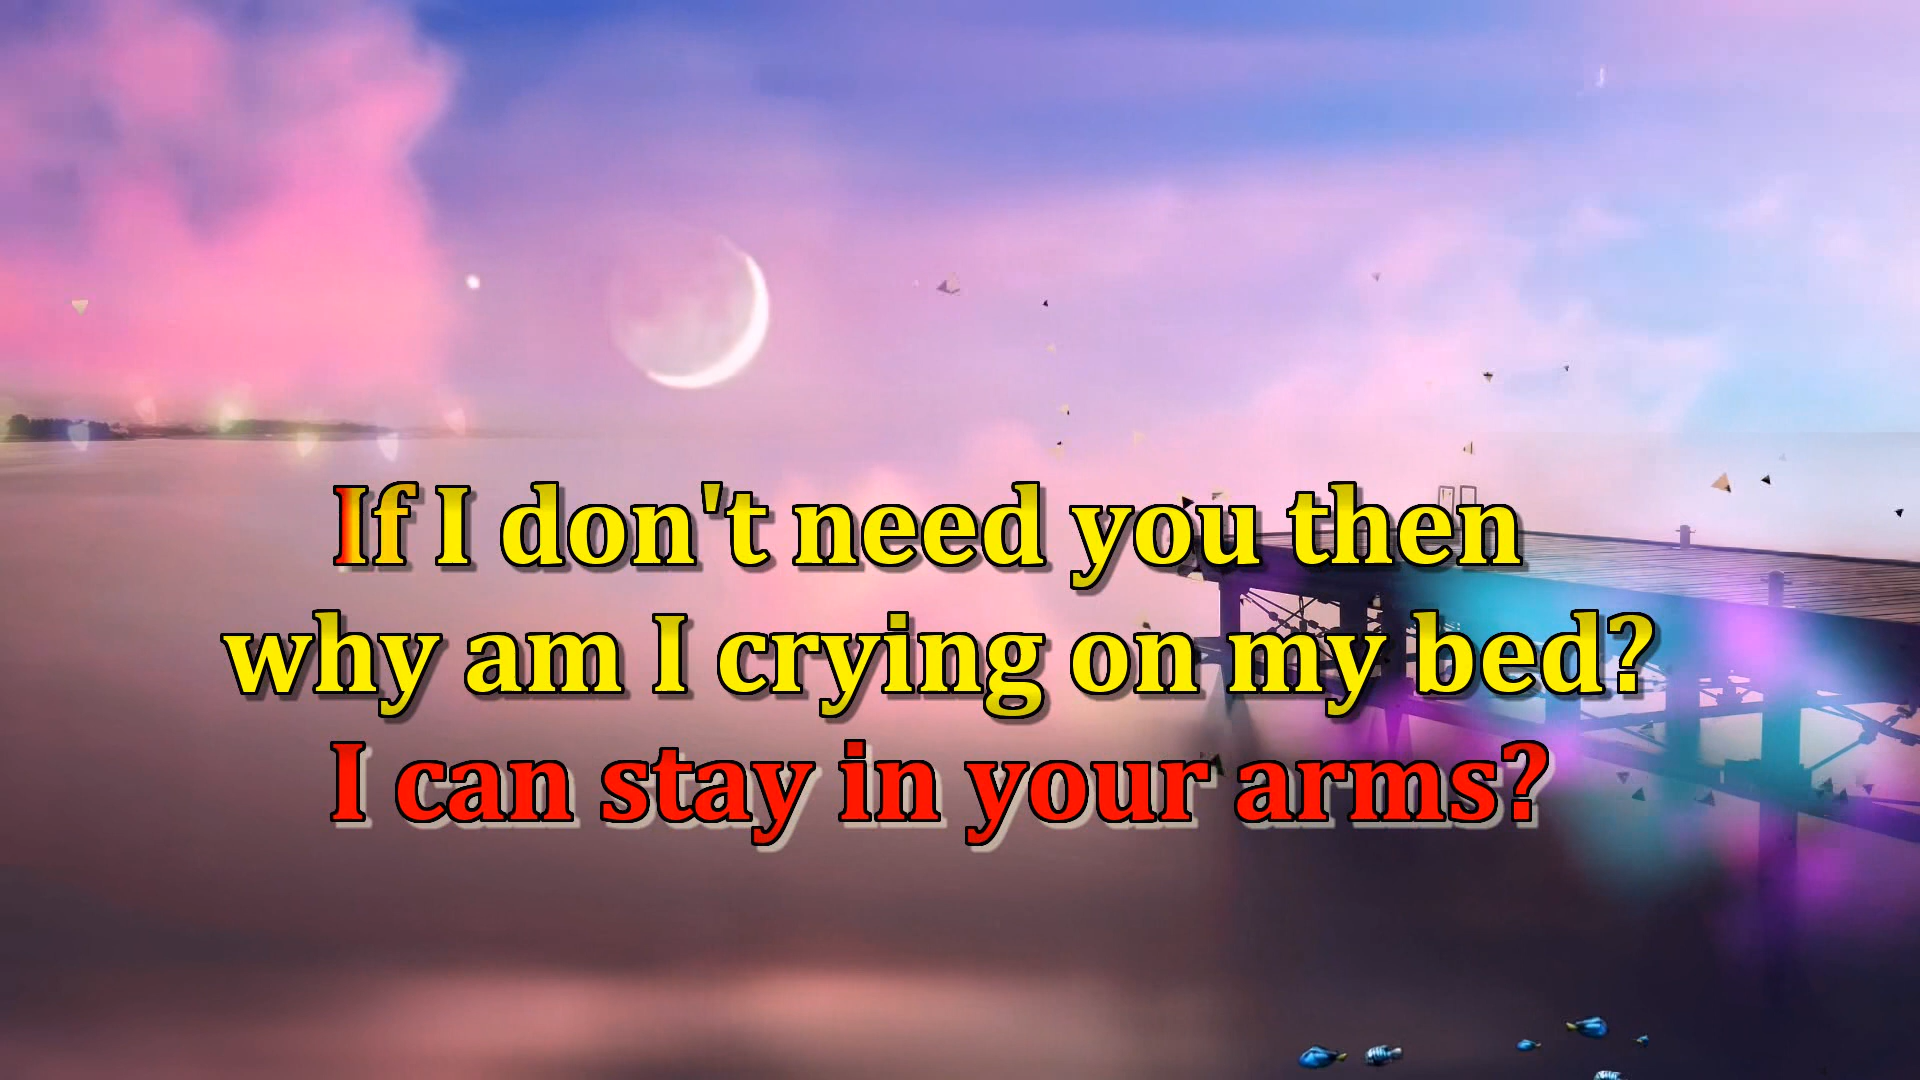 If I don't need you then
why am I crying on my bed?
I can stay in your arms?